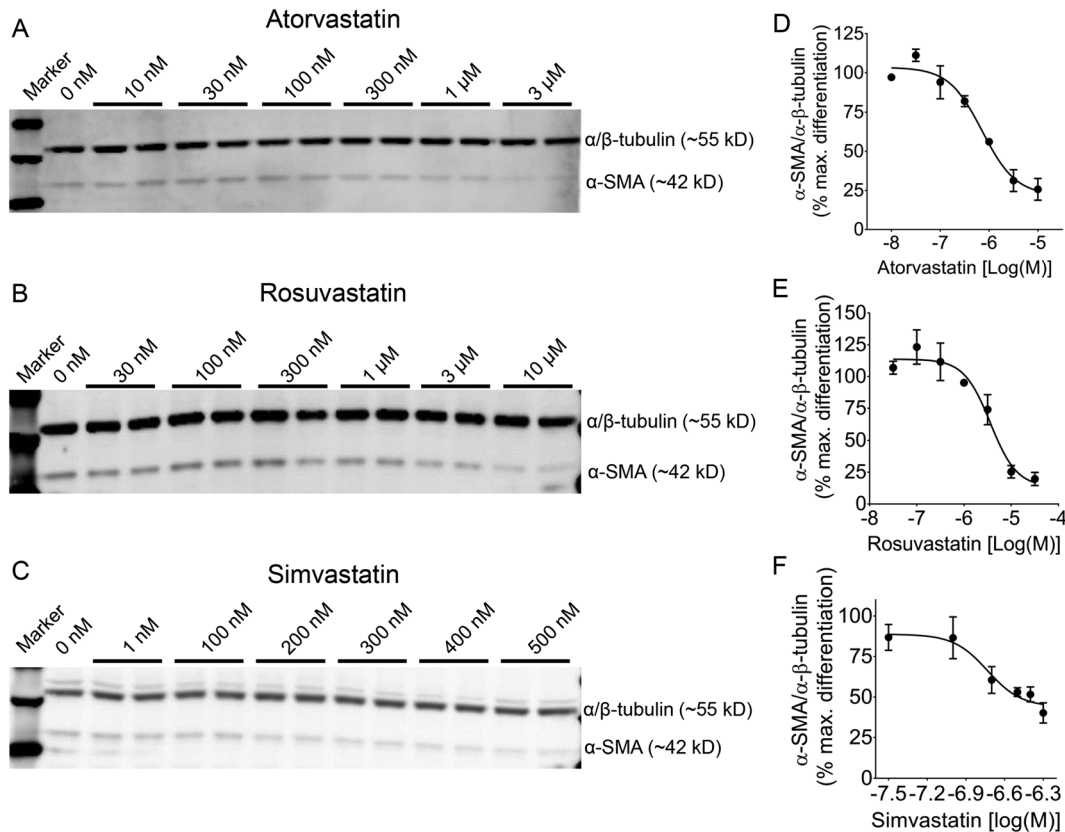 A
Atorvastatin
Marker
0 nM
10 nM
30 nM
100 nM
300 nM
1 µM
3 µM
α/β-tubulin (~55 kD)
α-SMA (~42 kD)
B
Rosuvastatin
Marker
0 nM
30 nM
100 nM
300 nM
1 µM
3 µM
10 µM
α/β-tubulin (~55 kD)
α-SMA (~42 kD)
C
Simvastatin
Marker
0 nM
1 nM
100 nM
200 nM
300 nM
400 nM
500 nM
α/β-tubulin (~55 kD)
α-SMA (~42 kD)
D
α-SMA/α-β-tubulin
(% max. differentiation)
125
100
75
50
25
0
-8 -7 -6 -5
Atorvastatin [Log(M)]
E
α-SMA/α-β-tubulin
(% max. differentiation)
150
125
100
75
50
25
0
-8 -7 -6 -5 -4
Rosuvastatin [Log(M)]
F
α-SMA/α-β-tubulin
(% max. differentiation)
100
75
50
25
0
-7.5 -7.2 -6.9 -6.6 -6.3
Simvastatin [log(M)]